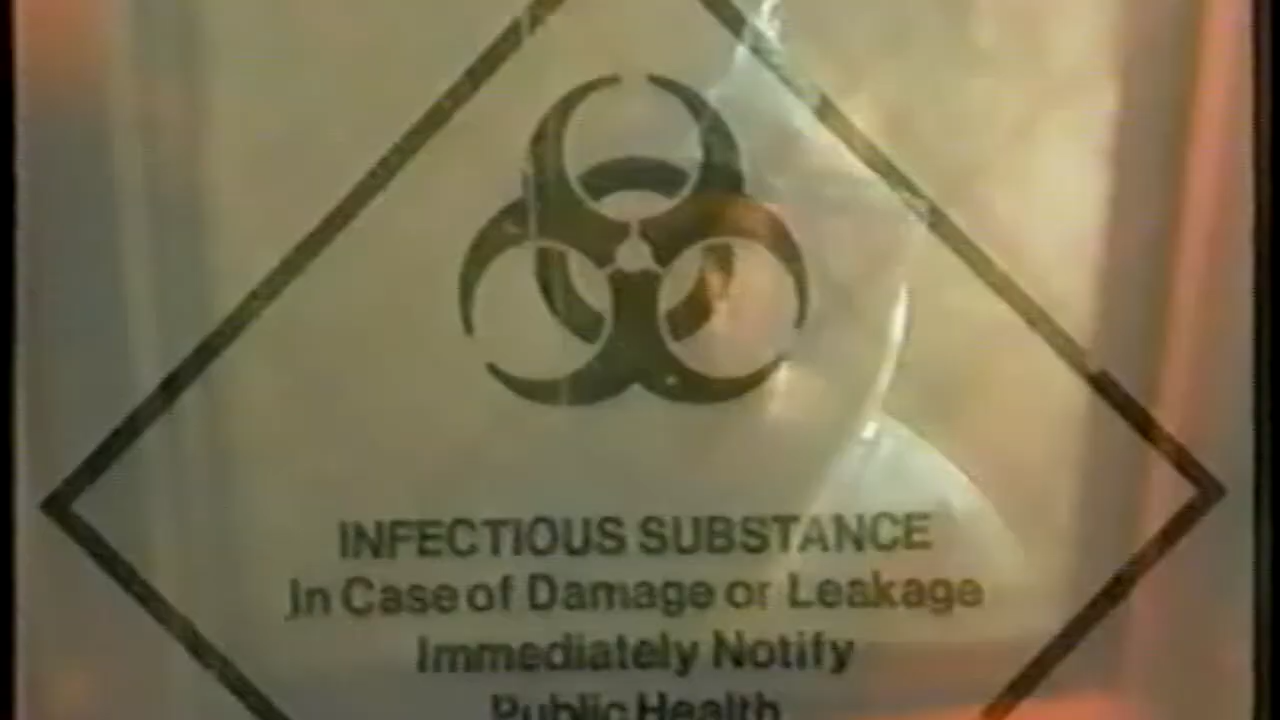 INFECTIOUS SUBSTANCE
In Case of Damage or Leakage
Immediately Notify
Public Health